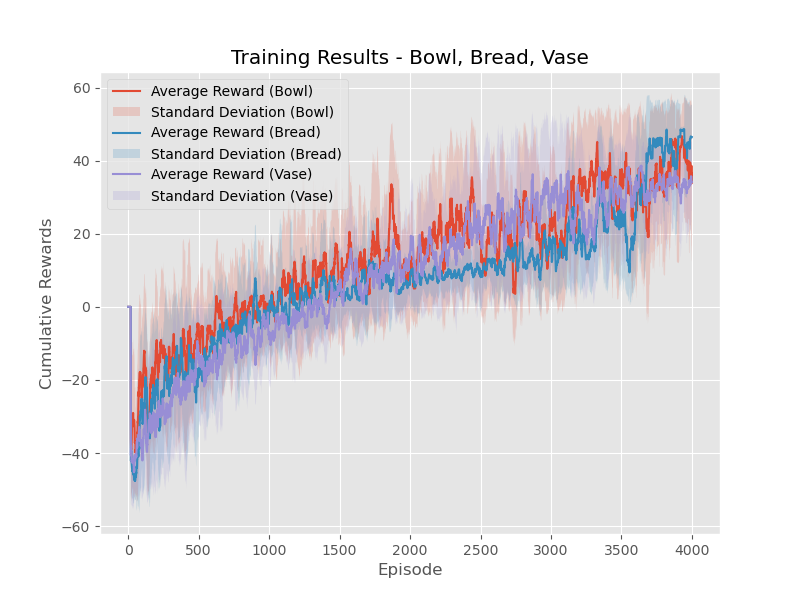 Training Results - Bowl, Bread, Vase
Average Reward (Bowl)
Standard Deviation (Bowl)
Average Reward (Bread)
Standard Deviation (Bread)
Average Reward (Vase)
Standard Deviation (Vase)
Cumulative Rewards
60
40
20
0
−20
−40
−60
0 500 1000 1500 2000 2500 3000 3500 4000
Episode